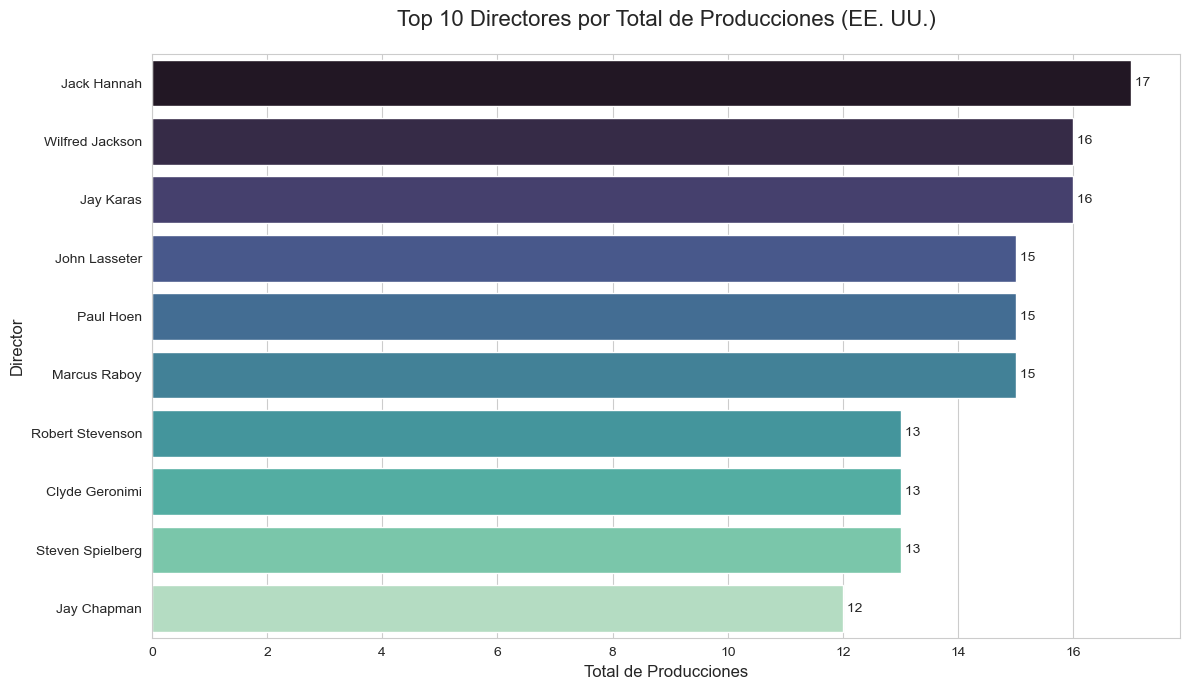 Top 10 Directores por Total de Producciones (EE. UU.)
Director
Jack Hannah 17
Wilfred Jackson 16
Jay Karas 16
John Lasseter 15
Paul Hoen 15
Marcus Raboy 15
Robert Stevenson 13
Clyde Geronimi 13
Steven Spielberg 13
Jay Chapman 12
0 2 4 6 8 10 12 14 16
Total de Producciones